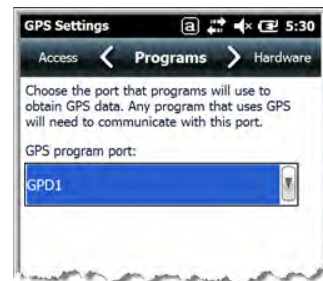 GPS Settings a 5:30
Access Programs Hardware
Choose the port that programs will use to
obtain GPS data. Any program that uses GPS
will need to communicate with this port.
GPS program port:
GPD1